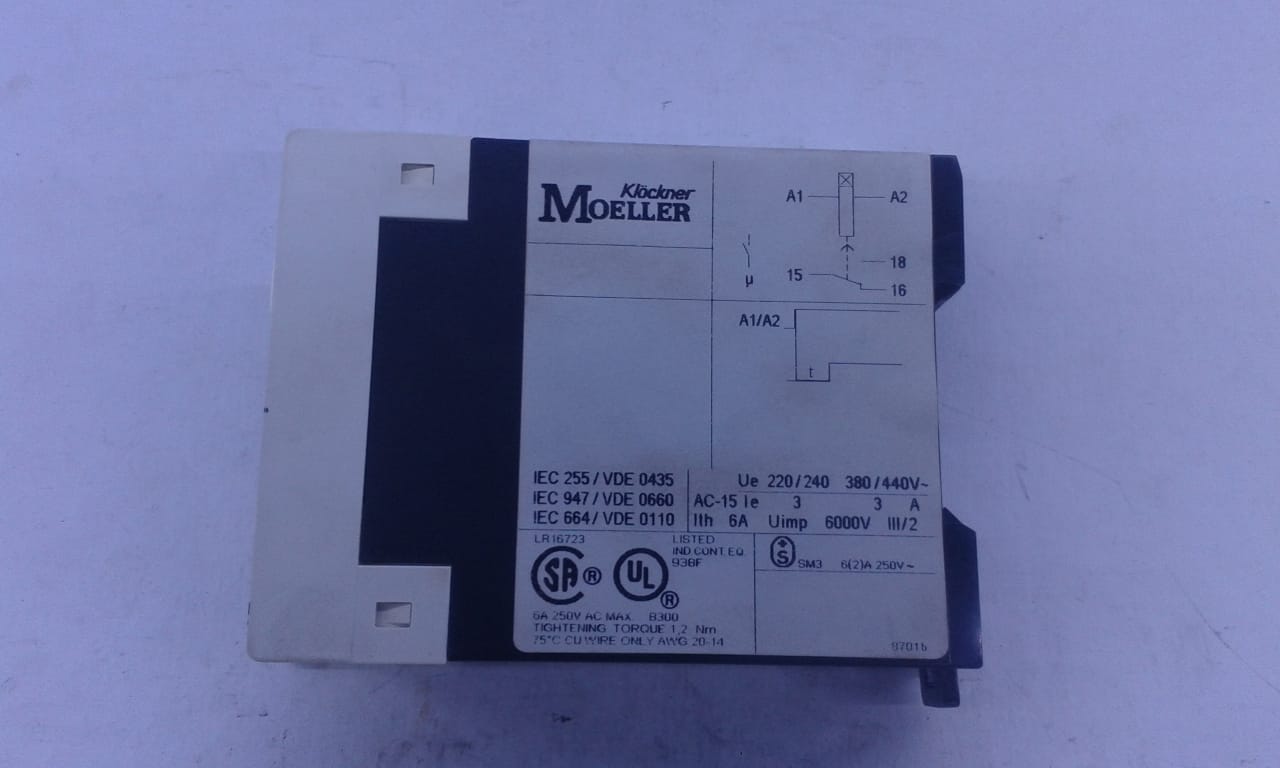 Klöckner
MOELLER
A1 A2
18
15
16
µ
A1/A2
t
IEC 255/VDE 0435
IEC 947/VDE 0660
IEC 664/VDE 0110
Ue 220/240 380/440V~
AC-15 Ie 3 3 A
Ith 6A Uimp 6000V III/2
LR16723
SA ®
LISTED
IND.CONT.EQ.
938F
UL ®
6A 250V AC MAX. B300
TIGHTENING TORQUE 1,2 Nm
75°C CU WIRE ONLY AWG 20-14
+S SM3 6(2)A 250V~
9701b